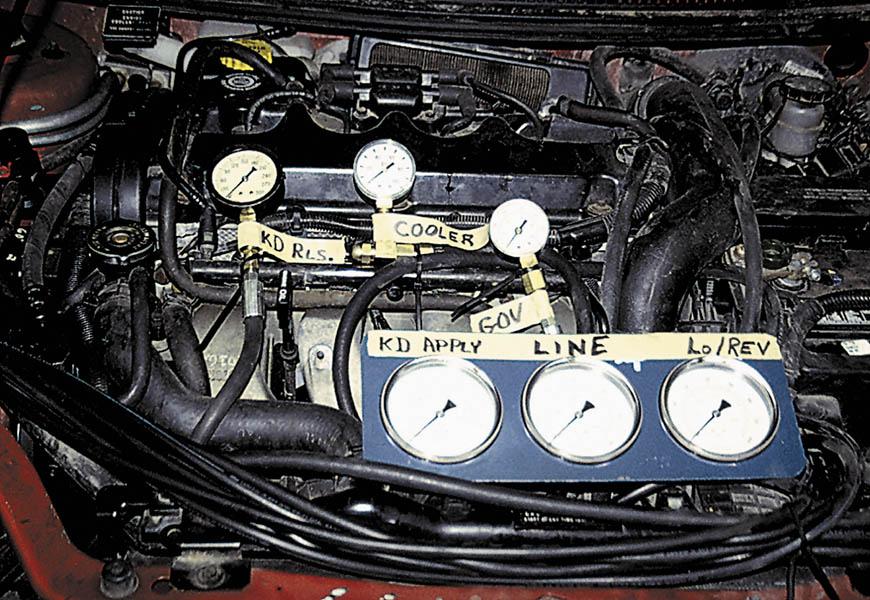 KD RLS.
COOLER
GOV
KD APPLY
LINE
Lo/REV